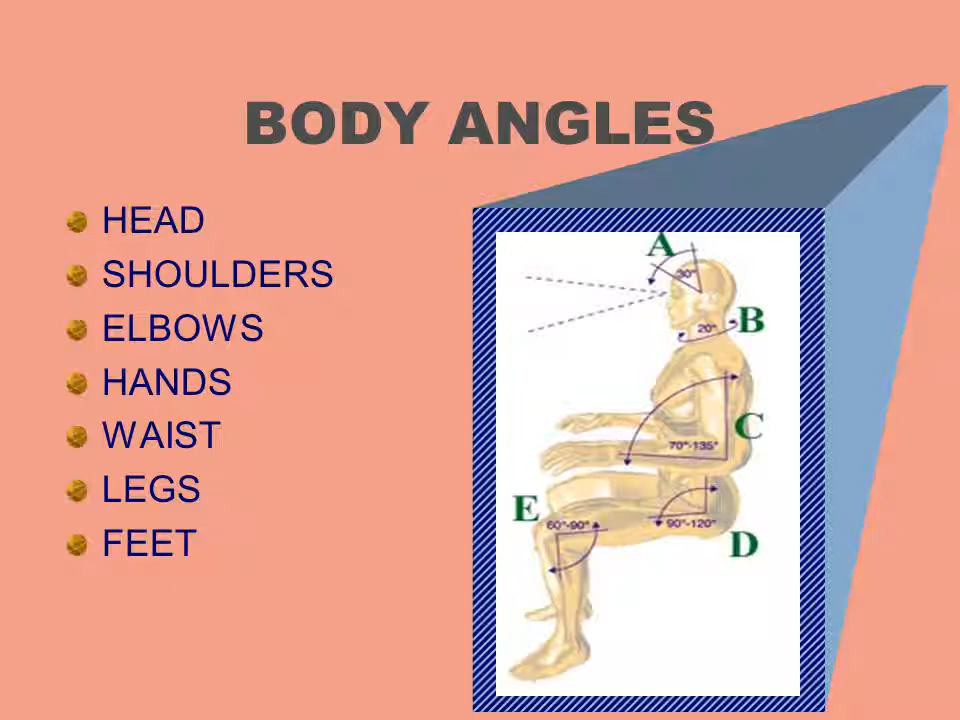 BODY ANGLES
HEAD
SHOULDERS
ELBOWS
HANDS
WAIST
LEGS
FEET
A
30°
B
20°
C
70°-135°
E
60°-90°
90°-120°
D